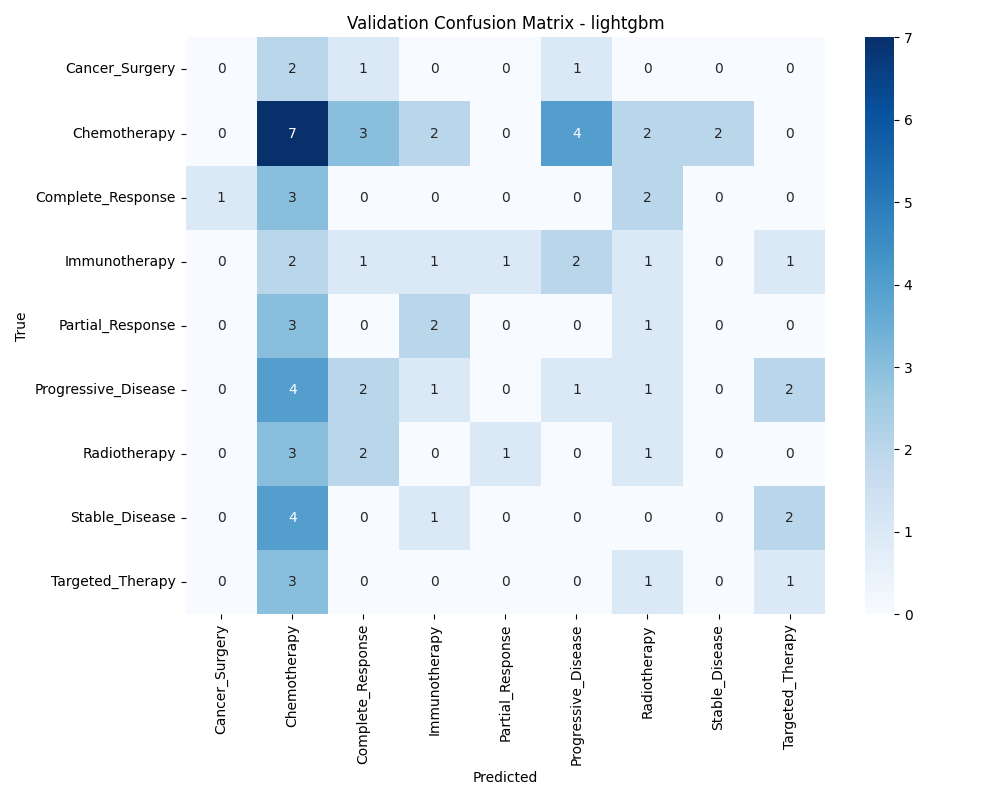 Validation Confusion Matrix - lightgbm
Cancer_Surgery 0 2 1 0 0 1 0 0 0
Chemotherapy 0 7 3 2 0 4 2 2 0
Complete_Response 1 3 0 0 0 0 2 0 0
Immunotherapy 0 2 1 1 1 2 1 0 1
Partial_Response 0 3 0 2 0 0 1 0 0
Progressive_Disease 0 4 2 1 0 1 1 0 2
Radiotherapy 0 3 2 0 1 0 1 0 0
Stable_Disease 0 4 0 1 0 0 0 0 2
Targeted_Therapy 0 3 0 0 0 0 1 0 1
True
Cancer_Surgery
Chemotherapy
Complete_Response
Immunotherapy
Partial_Response
Progressive_Disease
Radiotherapy
Stable_Disease
Targeted_Therapy
Predicted
7
6
5
4
3
2
1
0